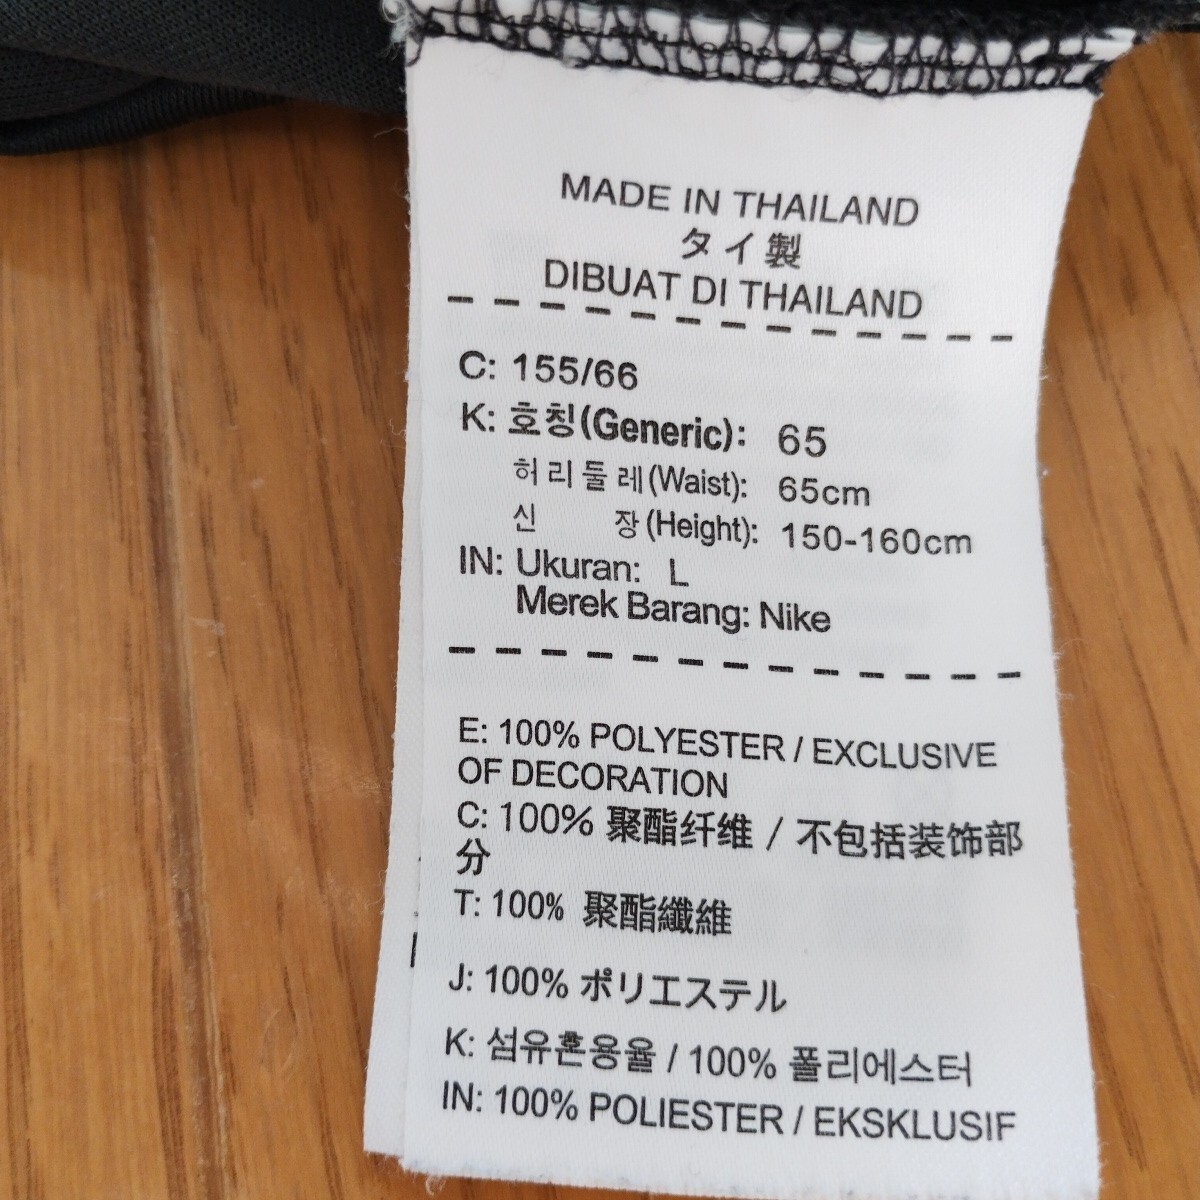 MADE IN THAILAND
タイ製
DIBUAT DI THAILAND
C: 155/66
K: 호칭(Generic): 65
허리둘레(Waist): 65cm
신 장(Height): 150-160cm
IN: Ukuran: L
Merek Barang: Nike
E: 100% POLYESTER / EXCLUSIVE
OF DECORATION
C: 100% 聚酯纤维 / 不包括装饰部
分
T: 100% 聚酯纖維
J: 100% ポリエステル
K: 섬유혼용율 / 100% 폴리에스터
IN: 100% POLIESTER / EKSKLUSIF